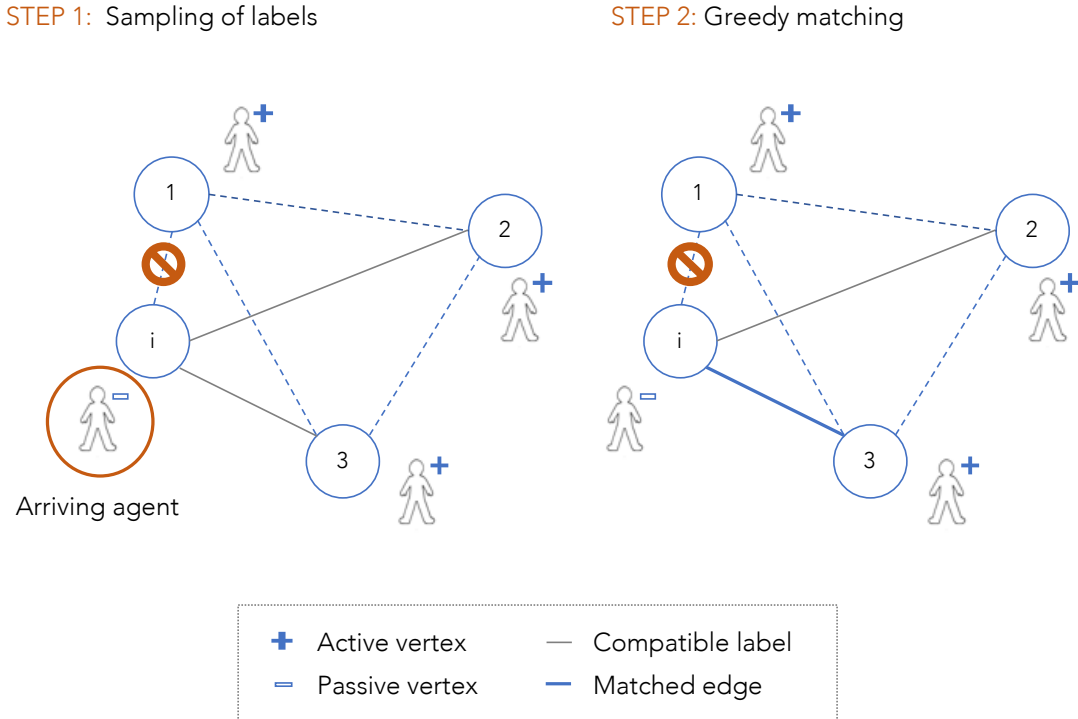 STEP 1: Sampling of labels
STEP 2: Greedy matching
1
2
i
3
Arriving agent
1
2
i
3
Active vertex
Compatible label
Passive vertex
Matched edge